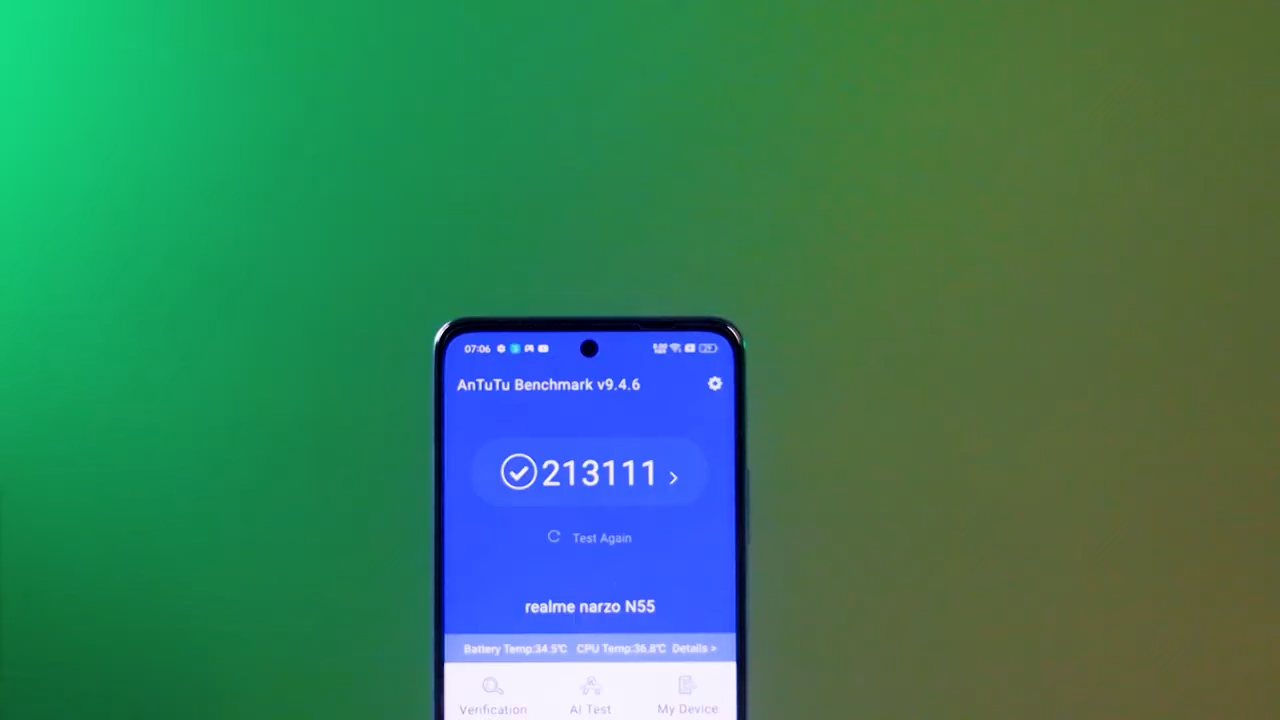 07:06
AnTuTu Benchmark v9.4.6
213111 >
Test Again
realme narzo N55
Battery Temp:34.5℃ CPU Temp:36.8℃ Details >
Verification AI Test My Device